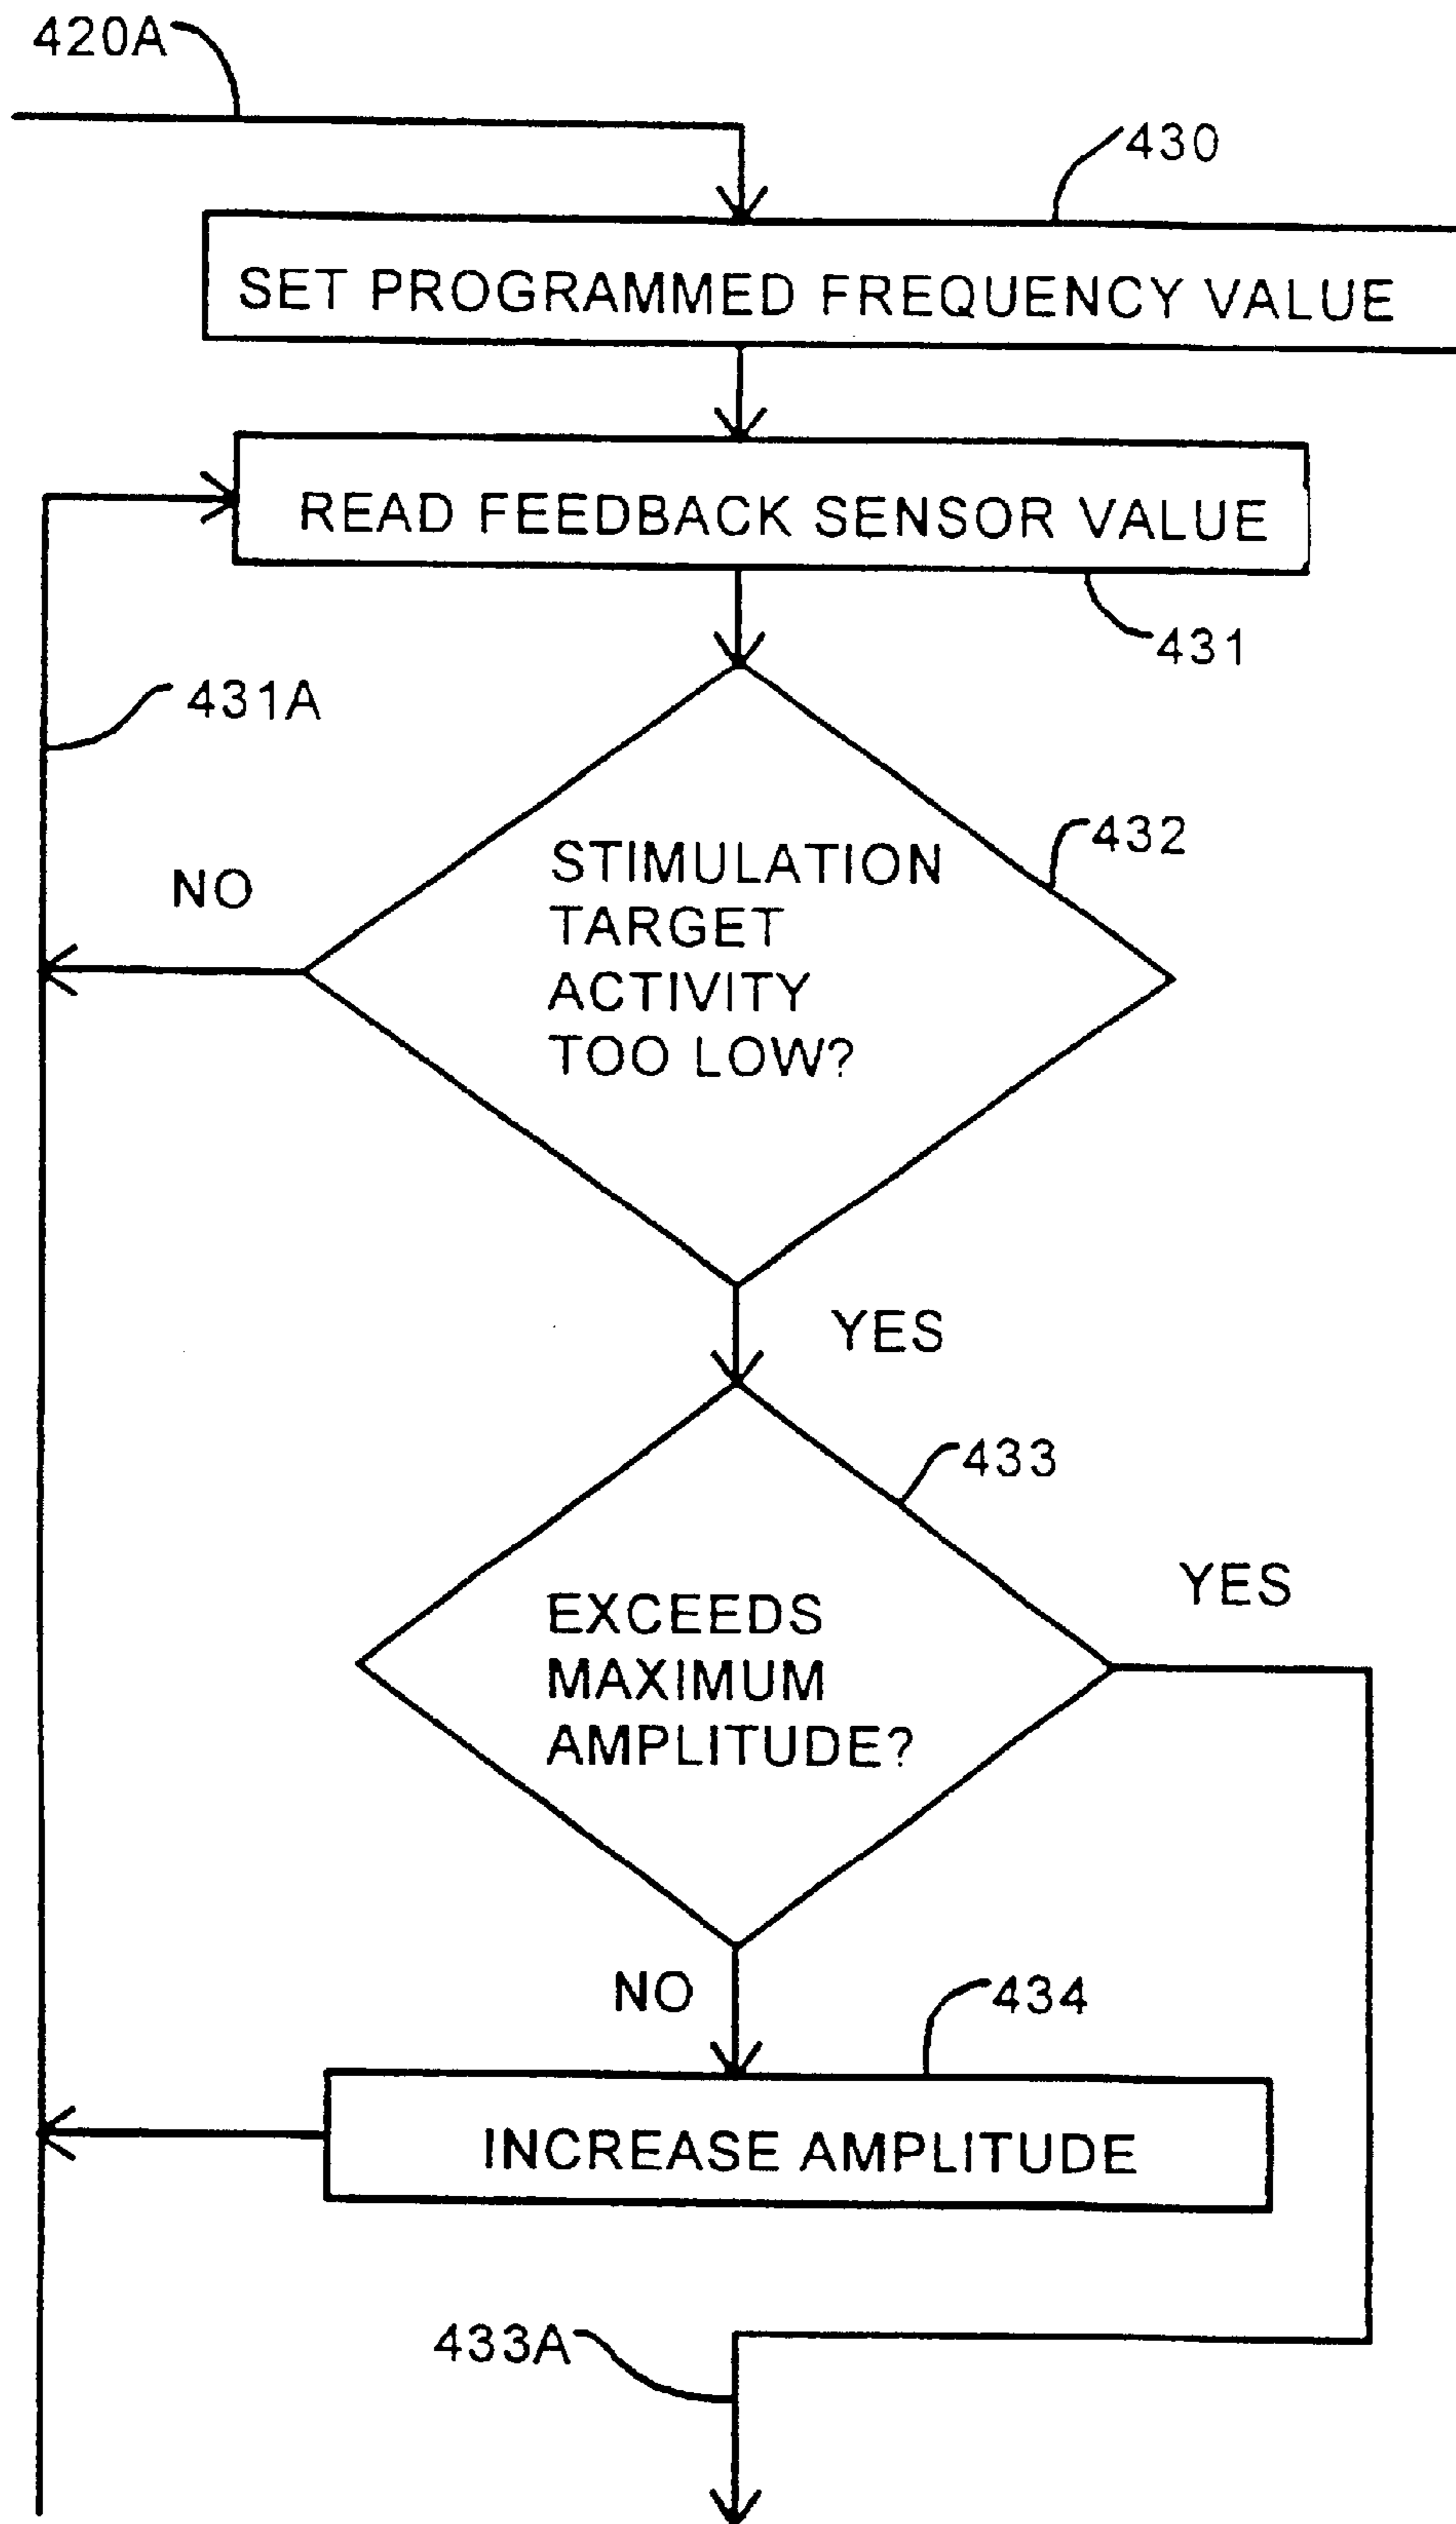 420A
430
SET PROGRAMMED FREQUENCY VALUE
READ FEEDBACK SENSOR VALUE
431
431A
432
NO
STIMULATION
TARGET
ACTIVITY
TOO LOW?
YES
433
YES
EXCEEDS
MAXIMUM
AMPLITUDE?
NO
434
INCREASE AMPLITUDE
433A